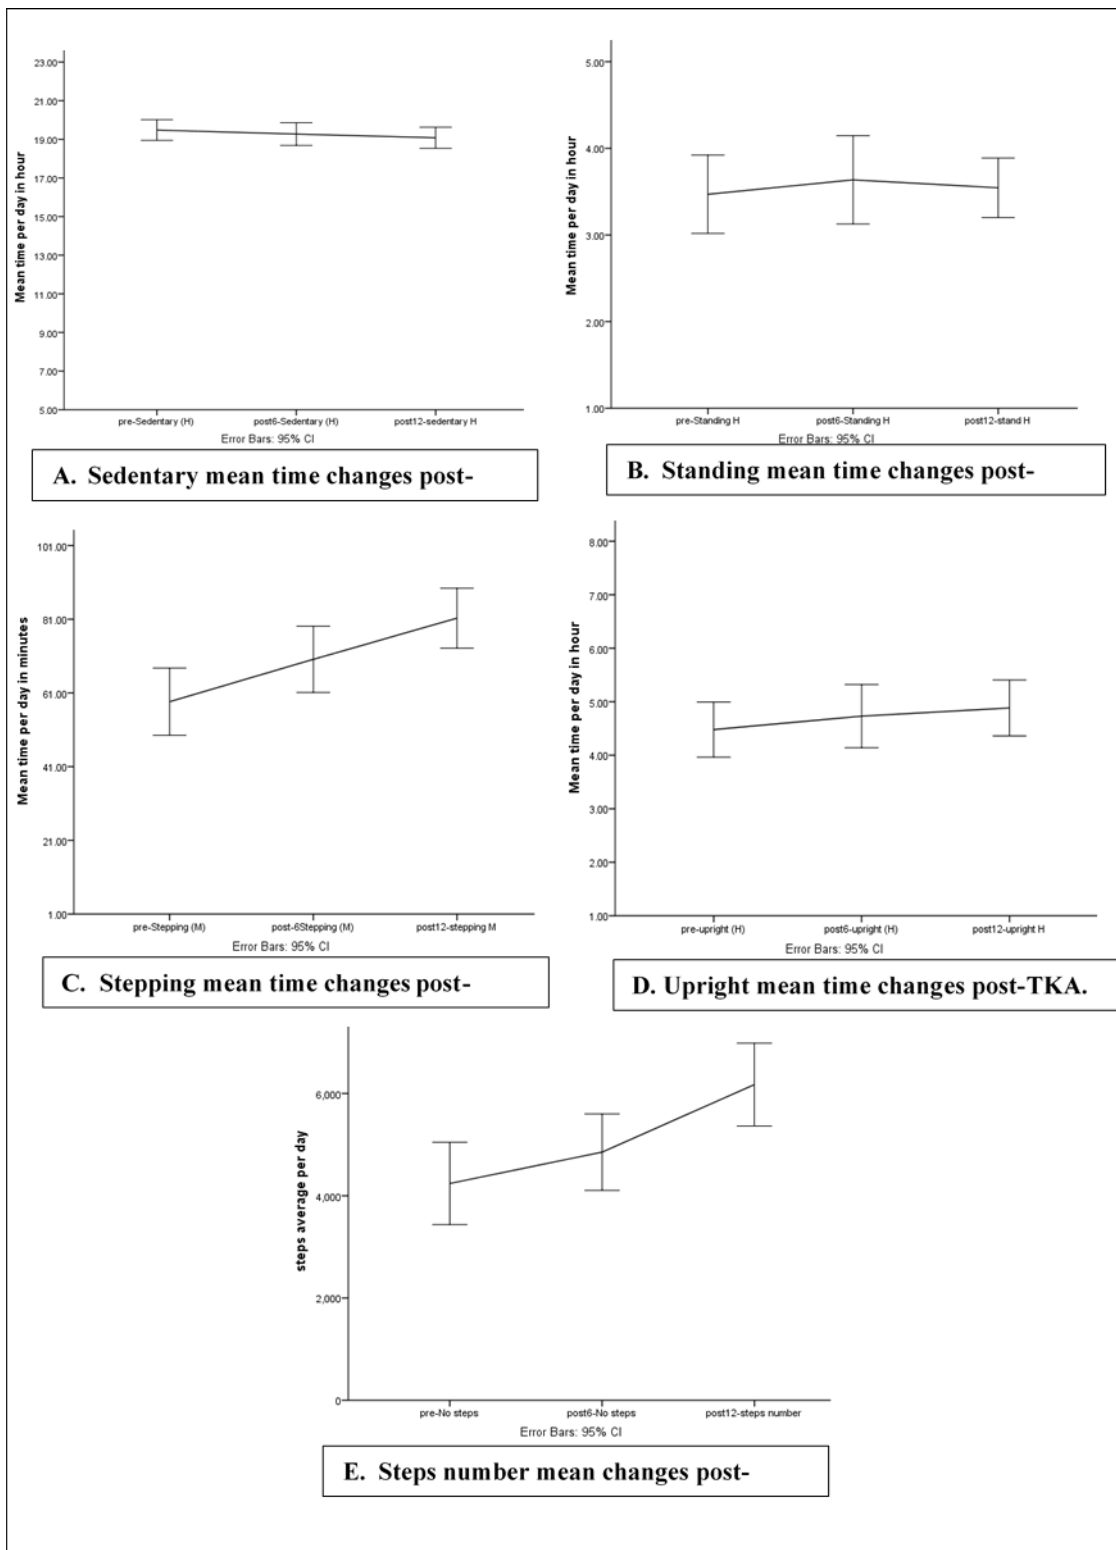 Mean time per day in hour
23.00
21.00
19.00
17.00
15.00
13.00
11.00
9.00
7.00
5.00
pre-Sedentary (H) post6-Sedentary (H) post12-sedentary H
Error Bars: 95% CI
A. Sedentary mean time changes post-
Mean time per day in hour
5.00
4.00
3.00
2.00
1.00
pre-Standing H post6-Standing H post12-stand H
Error Bars: 95% CI
B. Standing mean time changes post-
Mean time per day in minutes
101.00
81.00
61.00
41.00
21.00
1.00
pre-Stepping (M) post-6Stepping (M) post12-stepping M
Error Bars: 95% CI
C. Stepping mean time changes post-
Mean time per day in hour
8.00
7.00
6.00
5.00
4.00
3.00
2.00
1.00
pre-upright (H) post6-upright (H) post12-upright H
Error Bars: 95% CI
D. Upright mean time changes post-TKA.
steps average per day
6,000
4,000
2,000
0
pre-No steps post6-No steps post12-steps number
Error Bars: 95% CI
E. Steps number mean changes post-